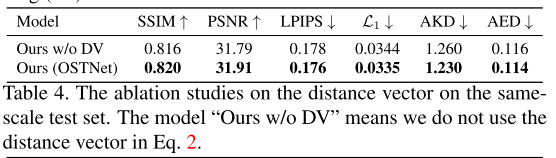 Model SSIM ↑ PSNR ↑ LPIPS ↓ ℒ₁ ↓ AKD ↓ AED ↓
Ours w/o DV 0.816 31.79 0.178 0.0344 1.260 0.116
Ours (OSTNet) 0.820 31.91 0.176 0.0335 1.230 0.114
Table 4. The ablation studies on the distance vector on the same-
scale test set. The model “Ours w/o DV” means we do not use the
distance vector in Eq. 2.